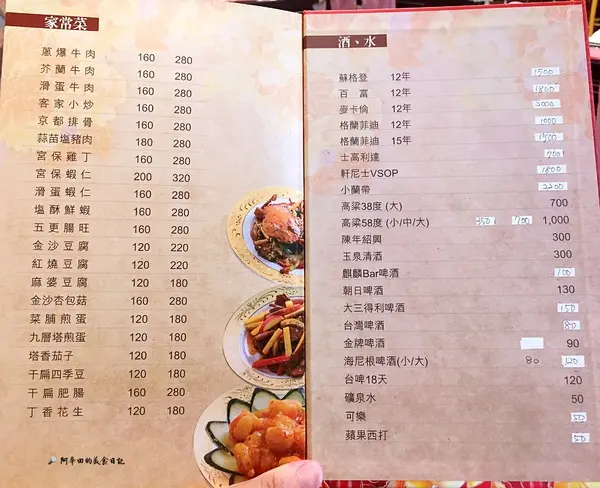 家常菜
蔥爆牛肉 160 280
芥蘭牛肉 160 280
滑蛋牛肉 160 280
客家小炒 160 280
京都排骨 160 280
蒜苗塩豬肉 180 280
宮保雞丁 160 280
宮保蝦仁 200 320
滑蛋蝦仁 160 280
塩酥鮮蝦 160 280
五更腸旺 160 280
金沙豆腐 120 220
紅燒豆腐 120 220
麻婆豆腐 120 180
金沙杏包菇 160 280
菜脯煎蛋 120 180
九層塔煎蛋 120 180
塔香茄子 120 180
干扁四季豆 120 180
干扁肥腸 160 280
丁香花生 120 180
阿華田的美食日記
酒、水
蘇格登 12年 1500
百富 12年 1800
麥卡倫 12年 2000
格蘭菲迪 12年 1000
格蘭菲迪 15年 1500
士高利達 700
軒尼士VSOP 1800
小蘭帶 2200
高梁38度(大) 700
高梁58度(小/中/大) 350 700 1,000
陳年紹興 300
玉泉清酒 300
麒麟Bar啤酒 100
朝日啤酒 130
大三得利啤酒 150
台灣啤酒 80
金牌啤酒 90
海尼根啤酒(小/大) 80 120
台啤18天 120
礦泉水 50
可樂 50
蘋果西打 50